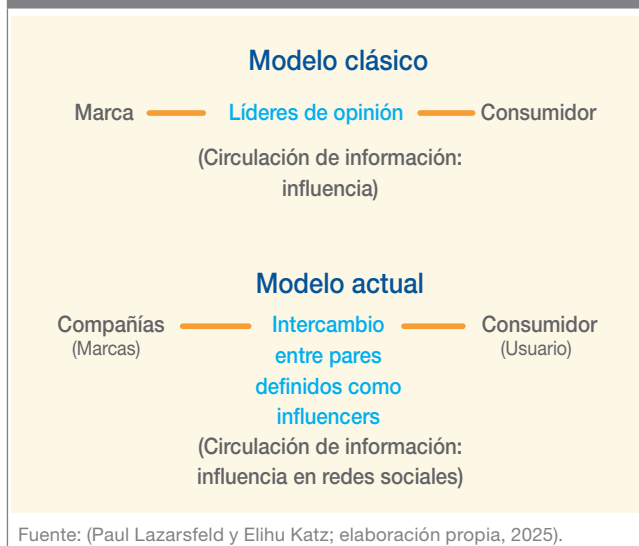 Modelo clásico
Marca Líderes de opinión Consumidor
(Circulación de información:
influencia)
Modelo actual
Compañías Intercambio Consumidor
(Marcas) entre pares (Usuario)
definidos como
influencers
(Circulación de información:
influencia en redes sociales)
Fuente: (Paul Lazarsfeld y Elihu Katz; elaboración propia, 2025).